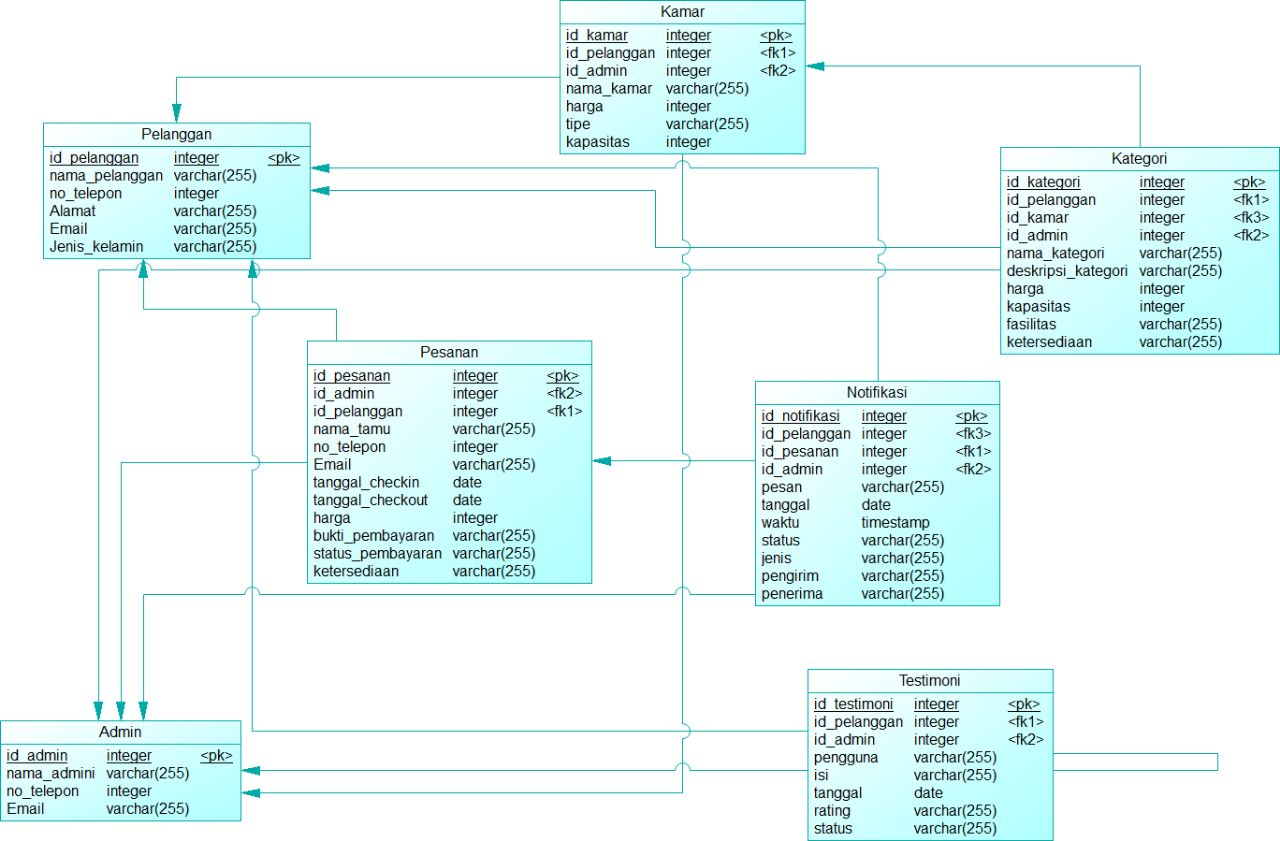 Kamar
id_kamar integer <pk>
id_pelanggan integer <fk1>
id_admin integer <fk2>
nama_kamar varchar(255)
harga integer
tipe varchar(255)
kapasitas integer
Pelanggan
id_pelanggan integer <pk>
nama_pelanggan varchar(255)
no_telepon integer
Alamat varchar(255)
Email varchar(255)
Jenis_kelamin varchar(255)
Kategori
id_kategori integer <pk>
id_pelanggan integer <fk1>
id_kamar integer <fk3>
id_admin integer <fk2>
nama_kategori varchar(255)
deskripsi_kategori varchar(255)
harga integer
kapasitas integer
fasilitas varchar(255)
ketersediaan varchar(255)
Pesanan
id_pesanan integer <pk>
id_admin integer <fk2>
id_pelanggan integer <fk1>
nama_tamu varchar(255)
no_telepon integer
Email varchar(255)
tanggal_checkin date
tanggal_checkout date
harga integer
bukti_pembayaran varchar(255)
status_pembayaran varchar(255)
ketersediaan varchar(255)
Notifikasi
id_notifikasi integer <pk>
id_pelanggan integer <fk3>
id_pesanan integer <fk1>
id_admin integer <fk2>
pesan varchar(255)
tanggal date
waktu timestamp
status varchar(255)
jenis varchar(255)
pengirim varchar(255)
penerima varchar(255)
Testimoni
id_testimoni integer <pk>
id_pelanggan integer <fk1>
id_admin integer <fk2>
pengguna varchar(255)
isi varchar(255)
tanggal date
rating varchar(255)
status varchar(255)
Admin
id_admin integer <pk>
nama_admini varchar(255)
no_telepon integer
Email varchar(255)